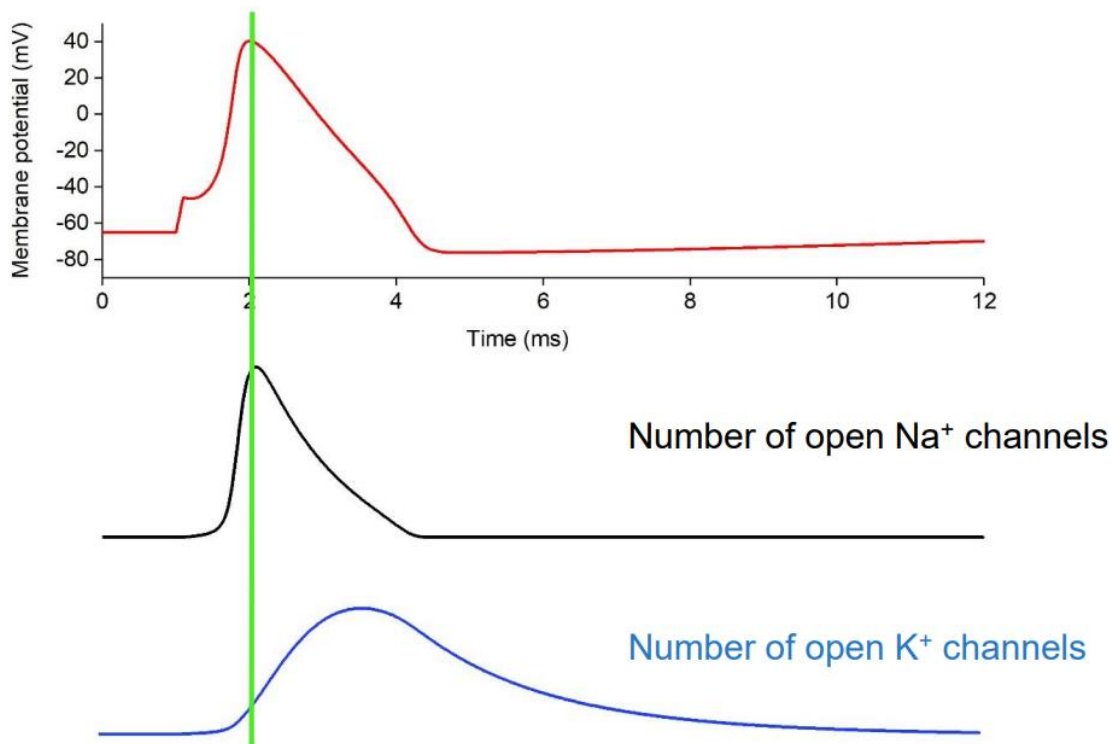 Membrane potential (mV)
40
20
0
-20
-40
-60
-80
0 2 4 6 8 10 12
Time (ms)
Number of open Na⁺ channels
Number of open K⁺ channels